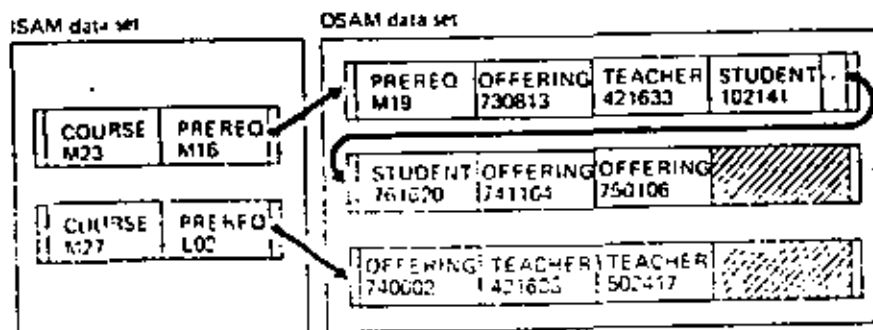 ISAM data set
OSAM data set
PREREQ OFFERING TEACHER STUDENT
M19 730813 421633 102141
COURSE PREREQ
M23 M16
STUDENT OFFERING OFFERING
741104 750106
COURSE PREREQ
M27 L02
OFFERING TEACHER TEACHER
502417